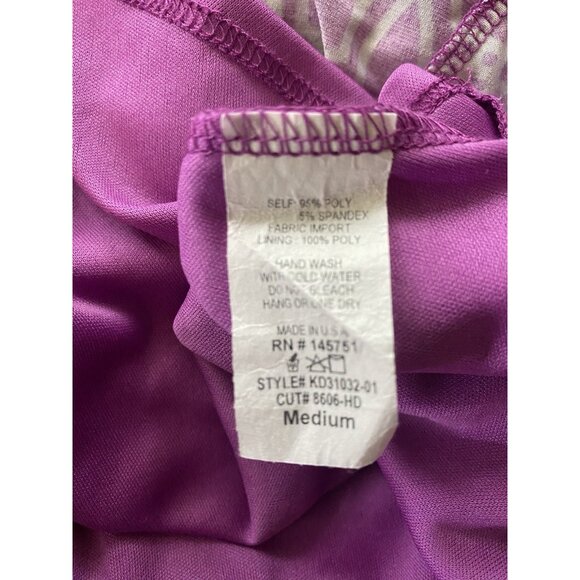 SELF: 95% POLY
5% SPANDEX
FABRIC IMPORT
LINING : 100% POLY
HAND WASH
WITH COLD WATER
DO NOT BLEACH
HANG OR LINE DRY
MADE IN U.S.A
RN # 145751
STYLE# KD31032-01
CUT# 8606-HD
Medium